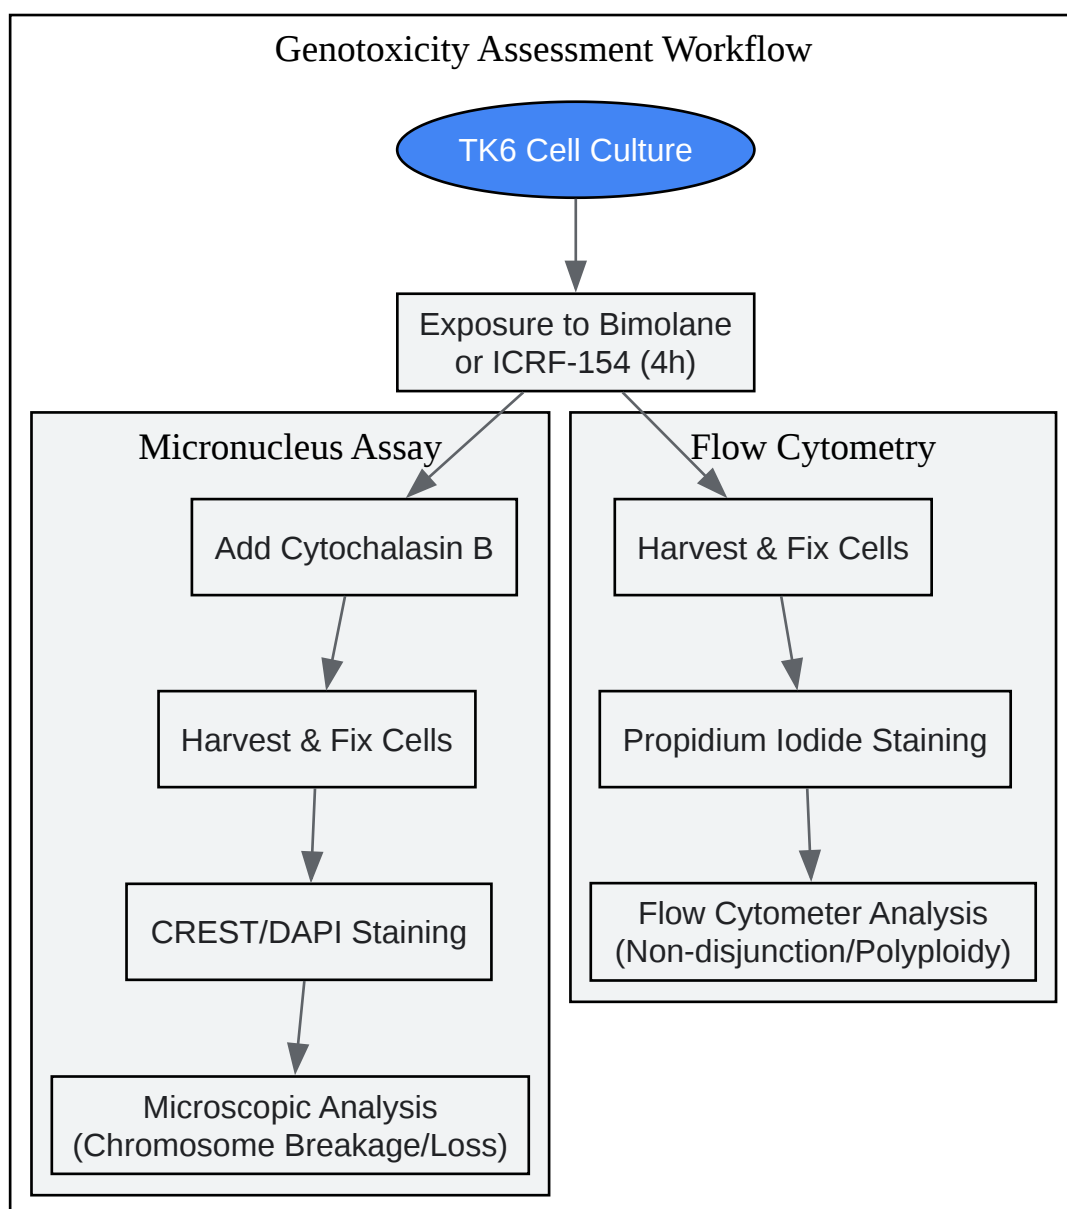 Genotoxicity Assessment Workflow
TK6 Cell Culture
Exposure to Bimolane
or ICRF-154 (4h)
Micronucleus Assay
Add Cytochalasin B
Harvest & Fix Cells
CREST/DAPI Staining
Microscopic Analysis
(Chromosome Breakage/Loss)
Flow Cytometry
Harvest & Fix Cells
Propidium Iodide Staining
Flow Cytometer Analysis
(Non-disjunction/Polyploidy)